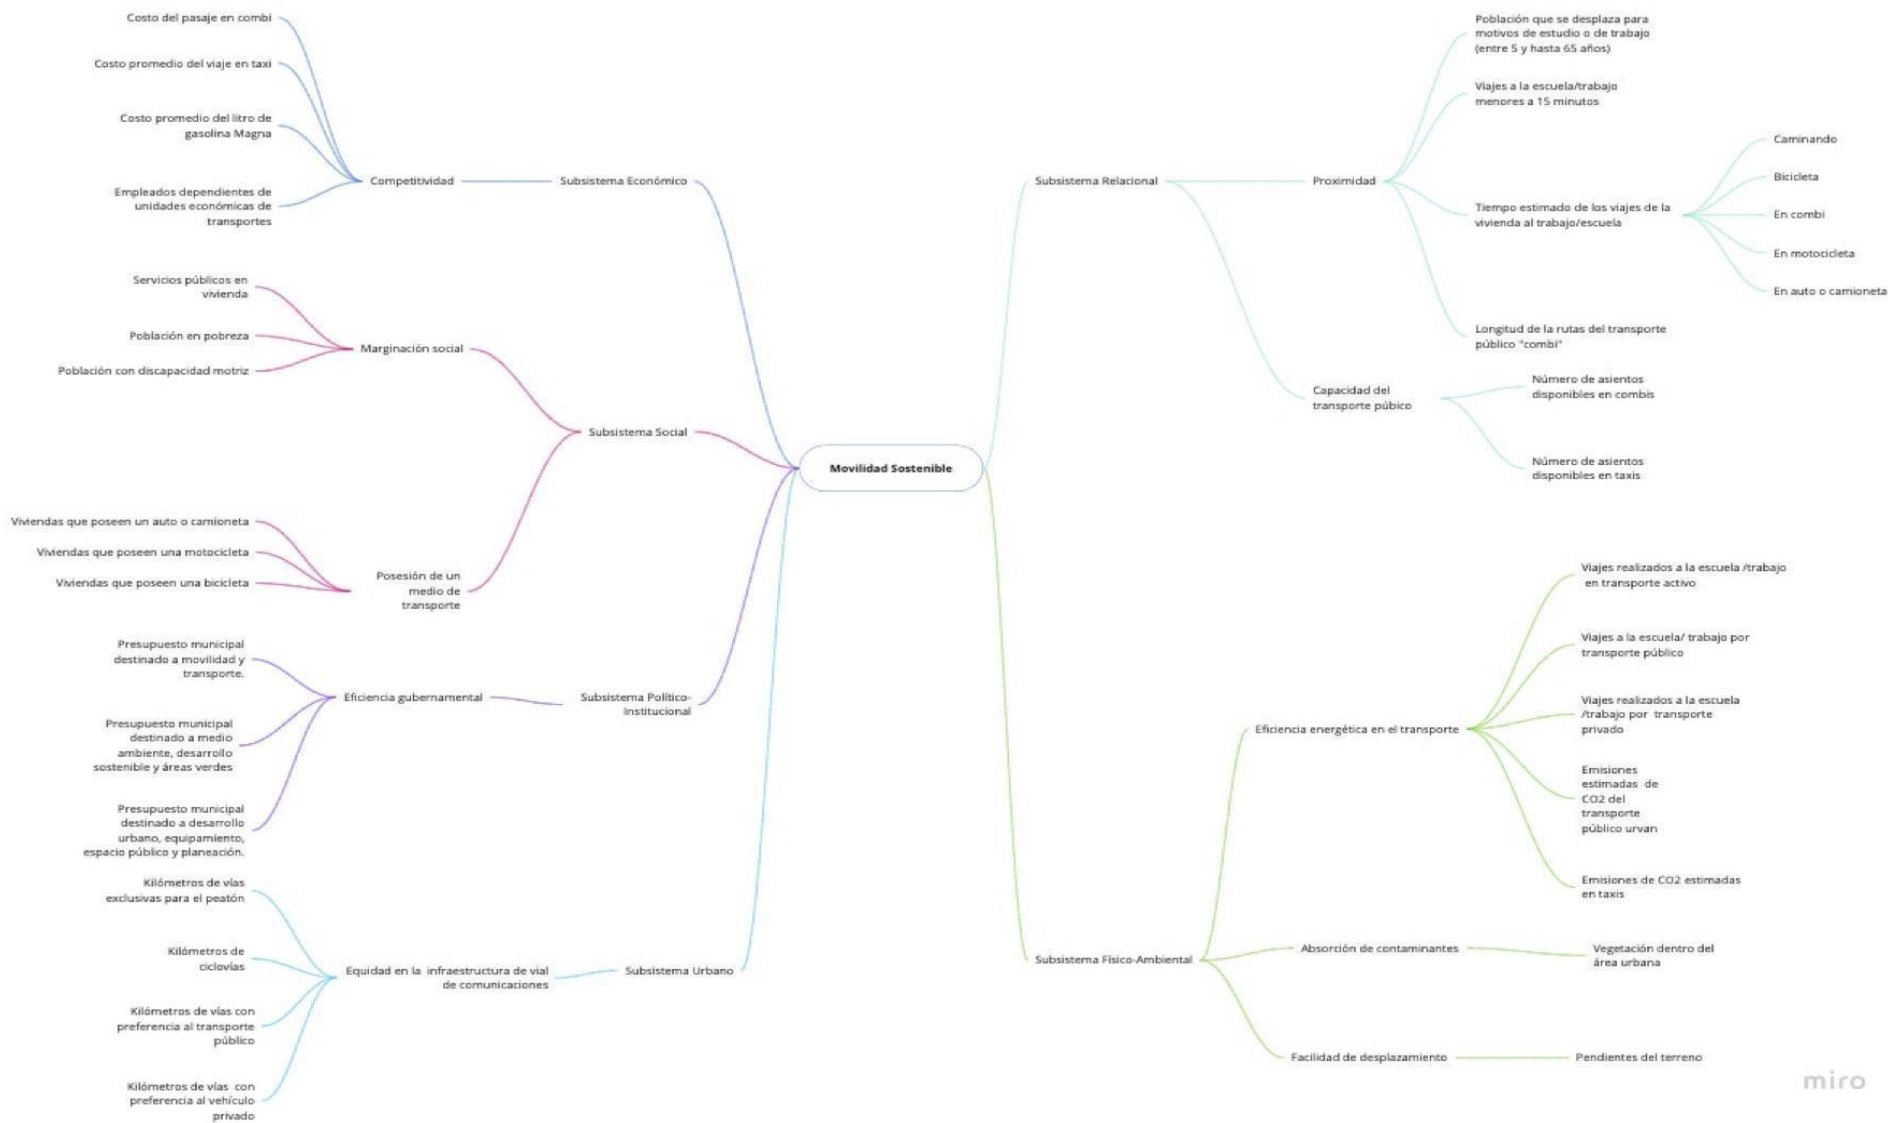 Costo del pasaje en combi
Costo promedio del viaje en taxi
Costo promedio del litro de
gasolina Magna
Empleados dependientes de
unidades económicas de
transportes
Competitividad
Subsistema Económico
Servicios públicos en
vivienda
Población en pobreza
Población con discapacidad motriz
Marginación social
Subsistema Social
Viviendas que poseen un auto o camioneta
Viviendas que poseen una motocicleta
Viviendas que poseen una bicicleta
Posesión de un
medio de
transporte
Presupuesto municipal
destinado a movilidad y
transporte.
Presupuesto municipal
destinado a medio
ambiente, desarrollo
sostenible y áreas verdes
Presupuesto municipal
destinado a desarrollo
urbano, equipamiento,
espacio público y planeación.
Eficiencia gubernamental
Subsistema Político-
Institucional
Kilómetros de vías
exclusivas para el peatón
Kilómetros de
ciclovías
Kilómetros de vías con
preferencia al transporte
público
Kilómetros de vías con
preferencia al vehículo
privado
Equidad en la infraestructura de vial
de comunicaciones
Subsistema Urbano
Movilidad Sostenible
Subsistema Relacional
Proximidad
Población que se desplaza para
motivos de estudio o de trabajo
(entre 5 y hasta 65 años)
Viajes a la escuela/trabajo
menores a 15 minutos
Tiempo estimado de los viajes de la
vivienda al trabajo/escuela
Caminando
Bicicleta
En combi
En motocicleta
En auto o camioneta
Longitud de la rutas del transporte
público "combi"
Capacidad del
transporte púbico
Número de asientos
disponibles en combis
Número de asientos
disponibles en taxis
Subsistema Físico-Ambiental
Eficiencia energética en el transporte
Viajes realizados a la escuela /trabajo
en transporte activo
Viajes a la escuela/ trabajo por
transporte público
Viajes realizados a la escuela
/trabajo por transporte
privado
Emisiones
estimadas de
CO2 del
transporte
público urvan
Emisiones de CO2 estimadas
en taxis
Absorción de contaminantes
Vegetación dentro del
área urbana
Facilidad de desplazamiento
Pendientes del terreno
miro